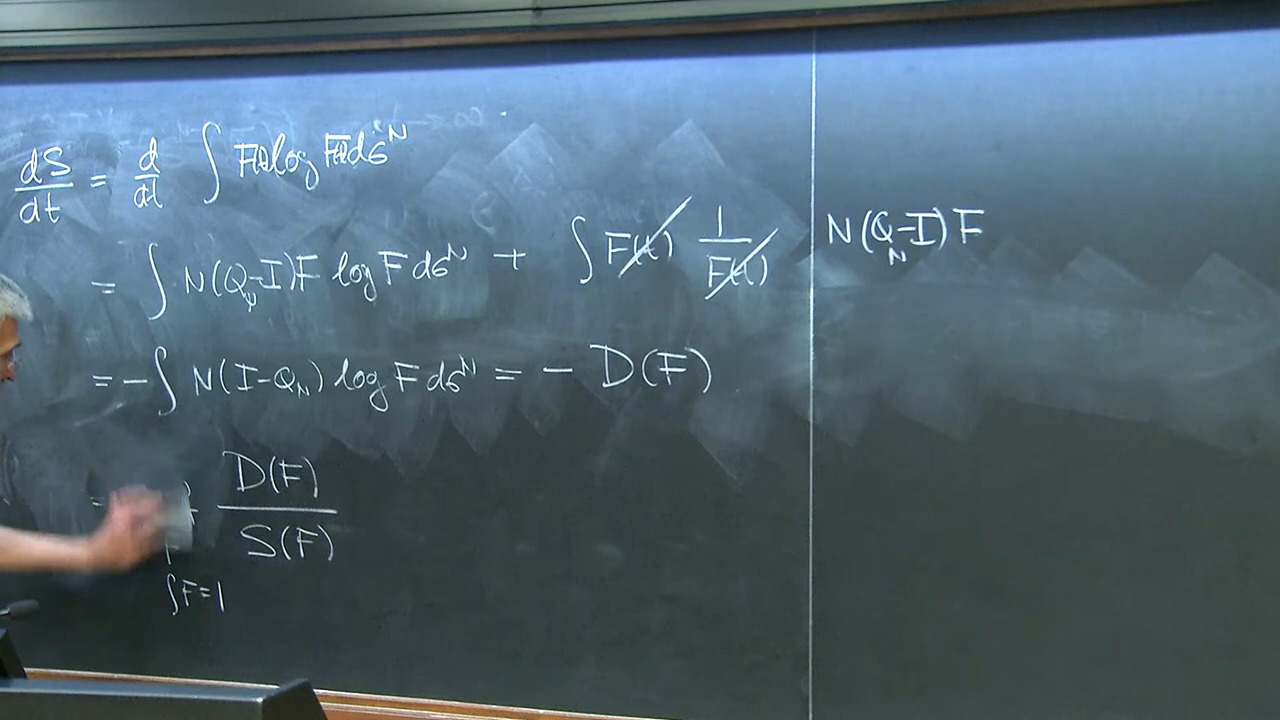 dS/dt = d/dt ∫ F(t) log F(t) dσ^N
= ∫ N(Q_N-I)F log F dσ^N + ∫ F(t) 1/F(t) N(Q_N-I)F
= - ∫ N(I-Q_N) log F dσ^N = - D(F)
= D(F)/S(F)
∫F=1